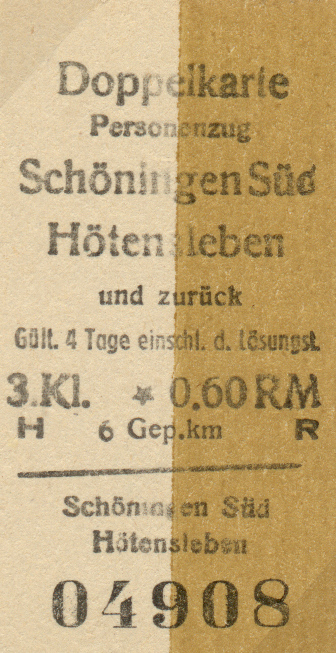 Doppelkarte
Personenzug
Schöningen Süd
Hötensleben
und zurück
Gült. 4 Tage einschl. d. Lösungst.
3.Kl. * 0.60 RM
H 6 Gep.km R
Schöningen Süd
Hötensleben
04908